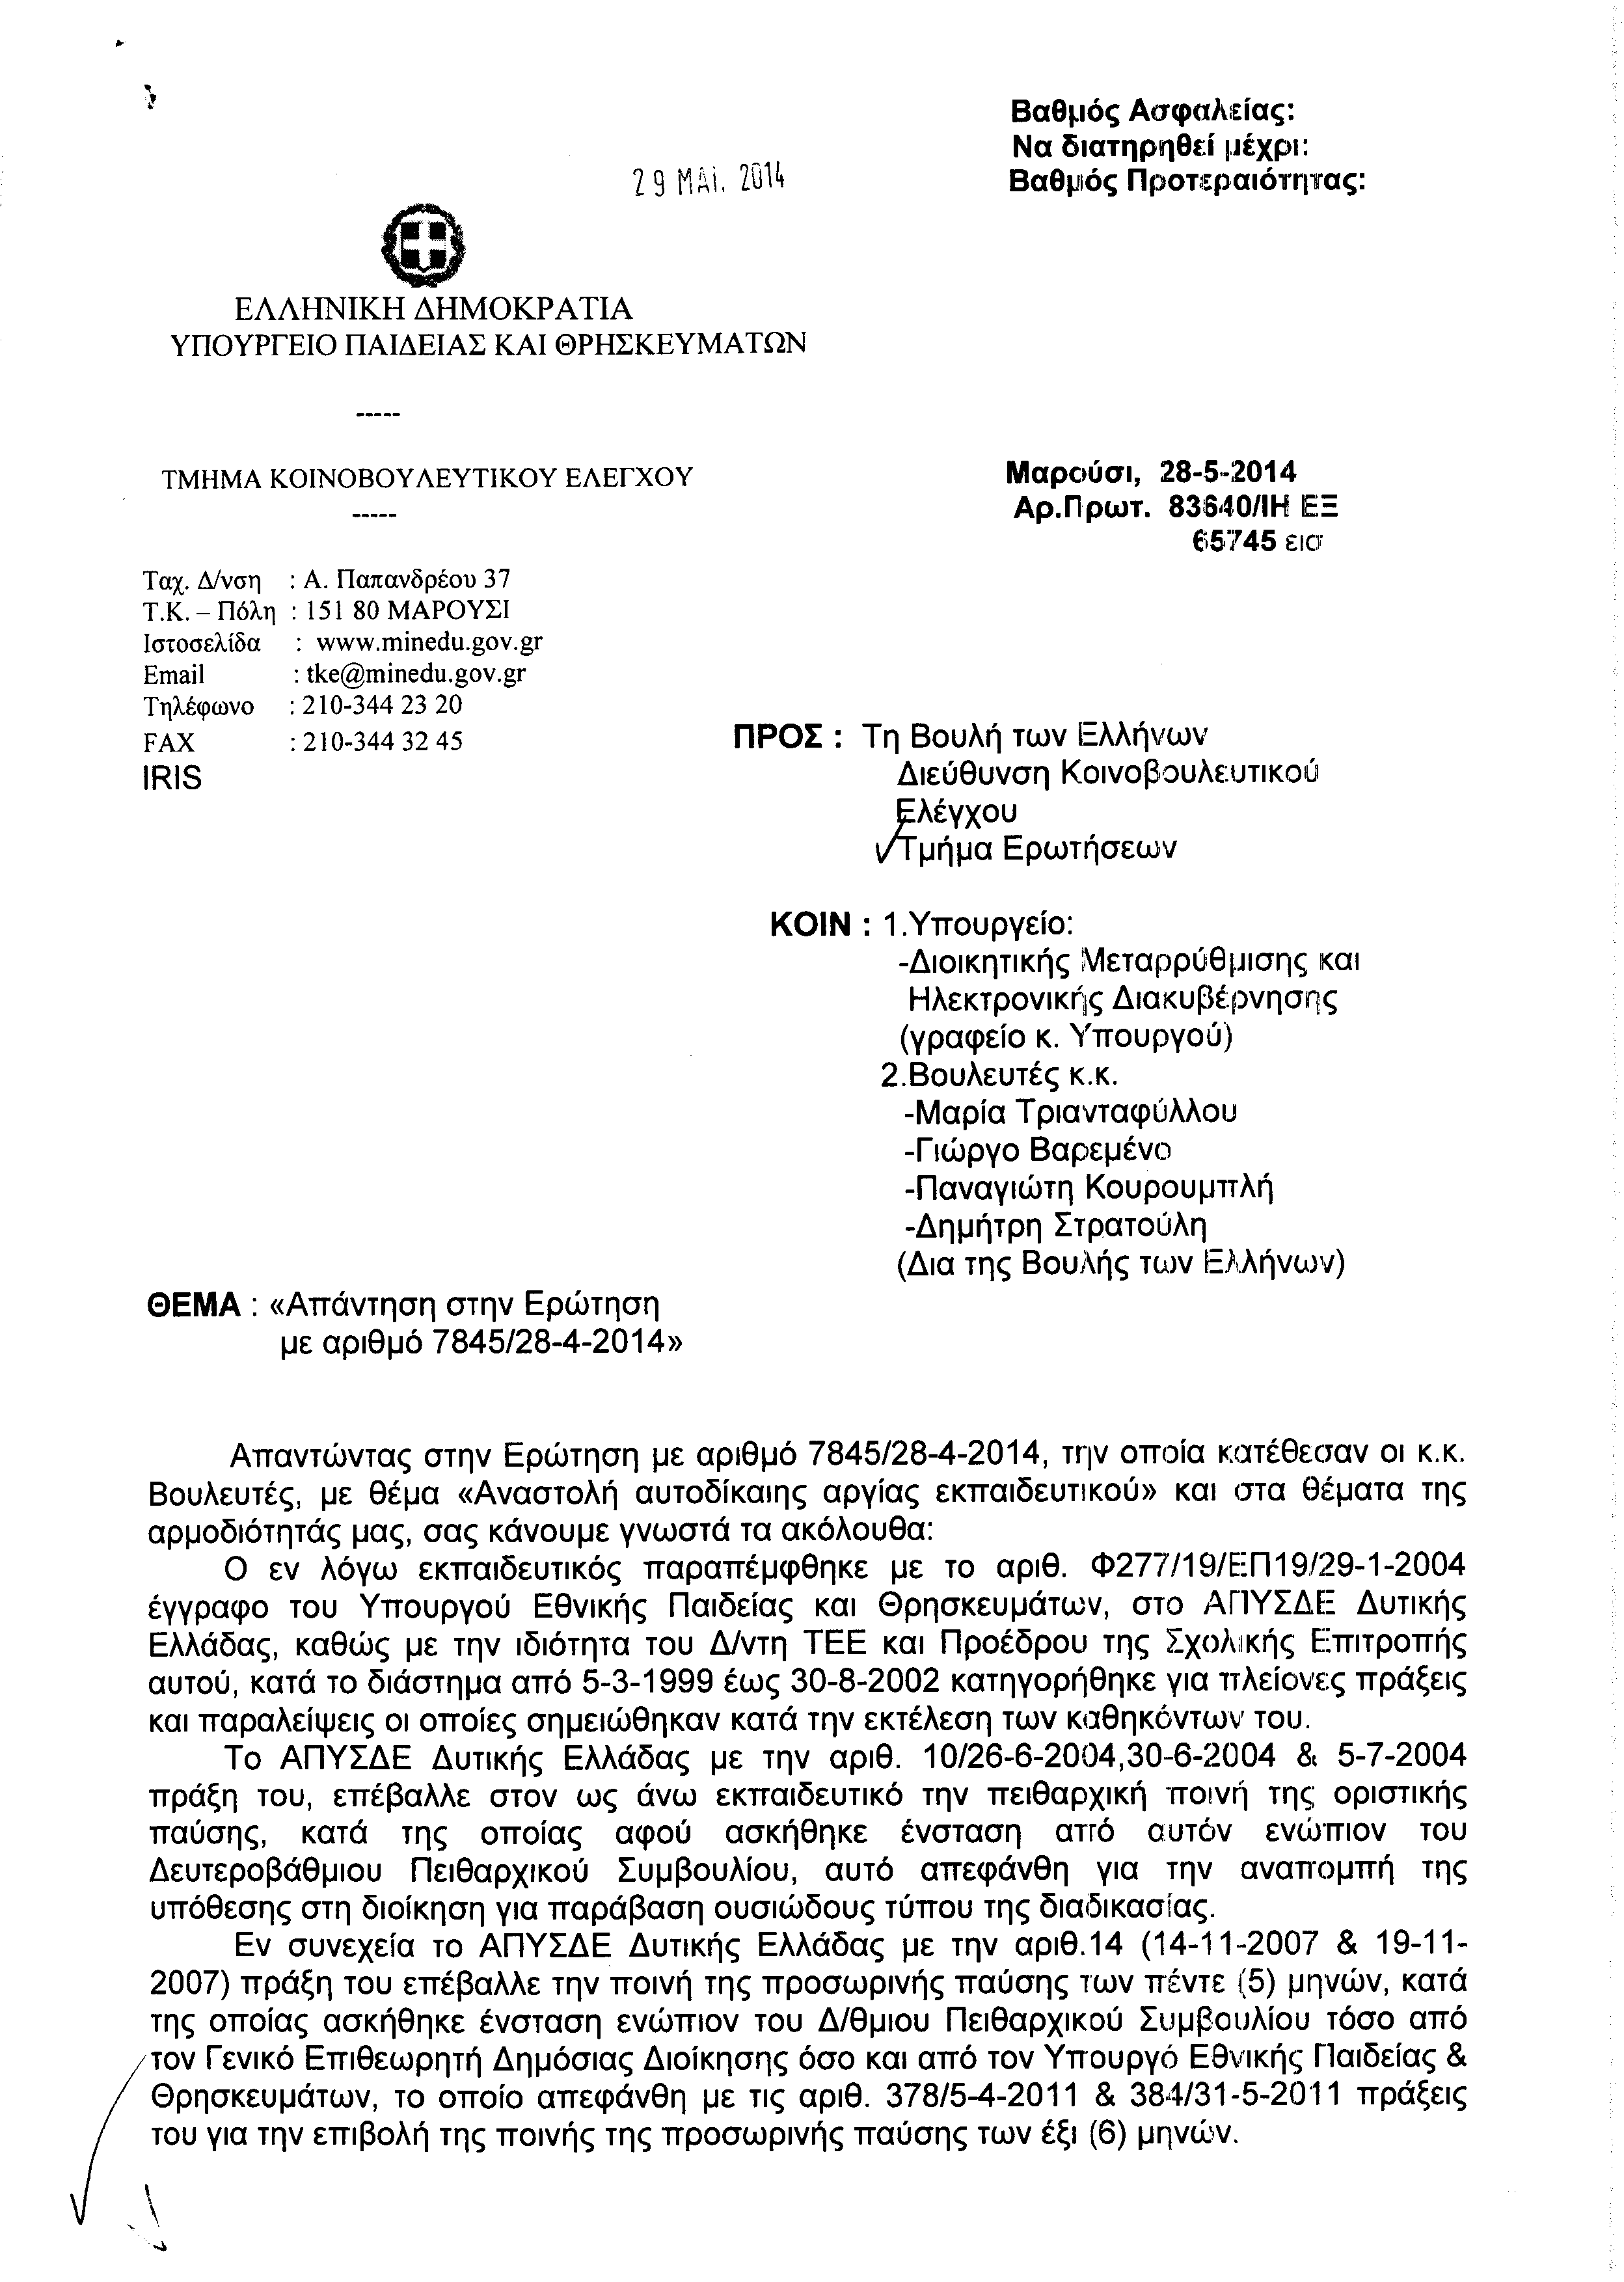 Βαθμός Ασφαλείας:
Να διατηρηθεί μέχρι:
Βαθμός Προτεραιότητας:
29 ΜΑΙ. 2014
ΕΛΛΗΝΙΚΗ ΔΗΜΟΚΡΑΤΙΑ
ΥΠΟΥΡΓΕΙΟ ΠΑΙΔΕΙΑΣ ΚΑΙ ΘΡΗΣΚΕΥΜΑΤΩΝ
-----
ΤΜΗΜΑ ΚΟΙΝΟΒΟΥΛΕΥΤΙΚΟΥ ΕΛΕΓΧΟΥ
-----
Μαρούσι, 28-5-2014
Αρ.Πρωτ. 83640/ΙΗ ΕΞ
65745 εισ
Ταχ. Δ/νση : Α. Παπανδρέου 37
Τ.Κ. – Πόλη : 151 80 ΜΑΡΟΥΣΙ
Ιστοσελίδα : www.minedu.gov.gr
Email : tke@minedu.gov.gr
Τηλέφωνο : 210-344 23 20
FAX : 210-344 32 45
IRIS
ΠΡΟΣ : Τη Βουλή των Ελλήνων
Διεύθυνση Κοινοβουλευτικού
Ελέγχου
Τμήμα Ερωτήσεων
ΚΟΙΝ : 1.Υπουργείο:
-Διοικητικής Μεταρρύθμισης και
Ηλεκτρονικής Διακυβέρνησης
(γραφείο κ. Υπουργού)
2.Βουλευτές κ.κ.
-Μαρία Τριανταφύλλου
-Γιώργο Βαρεμένο
-Παναγιώτη Κουρουμπλή
-Δημήτρη Στρατούλη
(Δια της Βουλής των Ελλήνων)
ΘΕΜΑ : «Απάντηση στην Ερώτηση
με αριθμό 7845/28-4-2014»
Απαντώντας στην Ερώτηση με αριθμό 7845/28-4-2014, την οποία κατέθεσαν οι κ.κ.
Βουλευτές, με θέμα «Αναστολή αυτοδίκαιης αργίας εκπαιδευτικού» και στα θέματα της
αρμοδιότητάς μας, σας κάνουμε γνωστά τα ακόλουθα:
Ο εν λόγω εκπαιδευτικός παραπέμφθηκε με το αριθ. Φ277/19/ΕΠ19/29-1-2004
έγγραφο του Υπουργού Εθνικής Παιδείας και Θρησκευμάτων, στο ΑΠΥΣΔΕ Δυτικής
Ελλάδας, καθώς με την ιδιότητα του Δ/ντη ΤΕΕ και Προέδρου της Σχολικής Επιτροπής
αυτού, κατά το διάστημα από 5-3-1999 έως 30-8-2002 κατηγορήθηκε για πλείονες πράξεις
και παραλείψεις οι οποίες σημειώθηκαν κατά την εκτέλεση των καθηκόντων του.
Το ΑΠΥΣΔΕ Δυτικής Ελλάδας με την αριθ. 10/26-6-2004,30-6-2004 & 5-7-2004
πράξη του, επέβαλλε στον ως άνω εκπαιδευτικό την πειθαρχική ποινή της οριστικής
παύσης, κατά της οποίας αφού ασκήθηκε ένσταση από αυτόν ενώπιον του
Δευτεροβάθμιου Πειθαρχικού Συμβουλίου, αυτό απεφάνθη για την αναπομπή της
υπόθεσης στη διοίκηση για παράβαση ουσιώδους τύπου της διαδικασίας.
Εν συνεχεία το ΑΠΥΣΔΕ Δυτικής Ελλάδας με την αριθ.14 (14-11-2007 & 19-11-
2007) πράξη του επέβαλλε την ποινή της προσωρινής παύσης των πέντε (5) μηνών, κατά
της οποίας ασκήθηκε ένσταση ενώπιον του Δ/θμιου Πειθαρχικού Συμβουλίου τόσο από
τον Γενικό Επιθεωρητή Δημόσιας Διοίκησης όσο και από τον Υπουργό Εθνικής Παιδείας &
Θρησκευμάτων, το οποίο απεφάνθη με τις αριθ. 378/5-4-2011 & 384/31-5-2011 πράξεις
του για την επιβολή της ποινής της προσωρινής παύσης των έξι (6) μηνών.